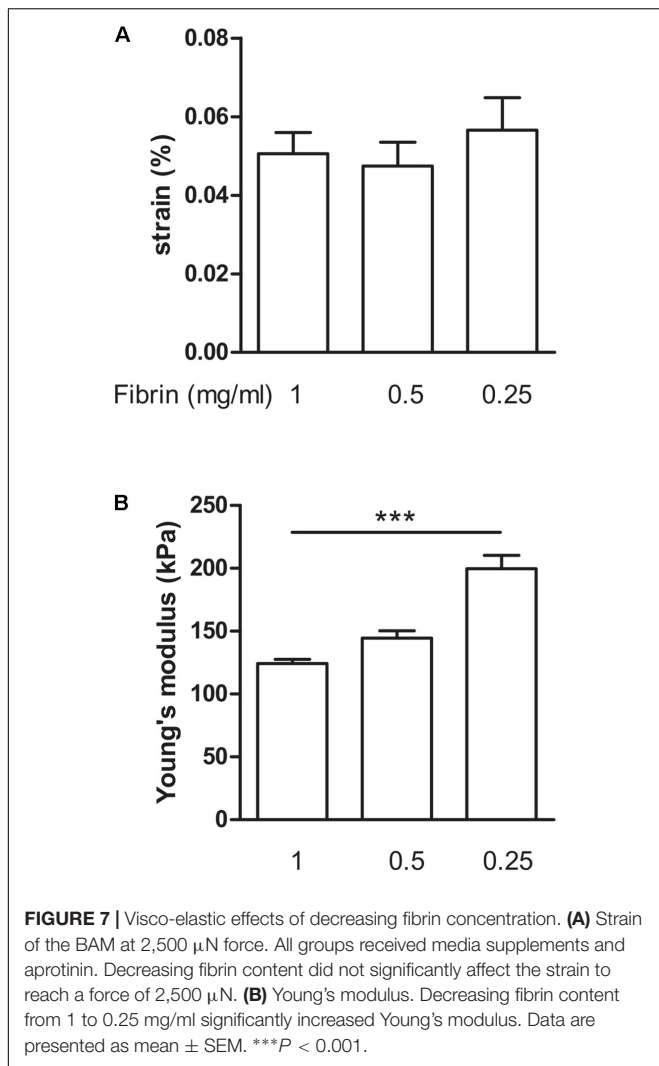 A
strain (%)
0.08
0.06
0.04
0.02
0.00
Fibrin (mg/ml) 1 0.5 0.25
B
Young's modulus (kPa)
250
200
150
100
50
0
***
1 0.5 0.25
FIGURE 7 | Visco-elastic effects of decreasing fibrin concentration. (A) Strain
of the BAM at 2,500 μN force. All groups received media supplements and
aprotinin. Decreasing fibrin content did not significantly affect the strain to
reach a force of 2,500 μN. (B) Young's modulus. Decreasing fibrin content
from 1 to 0.25 mg/ml significantly increased Young's modulus. Data are
presented as mean ± SEM. ***P < 0.001.